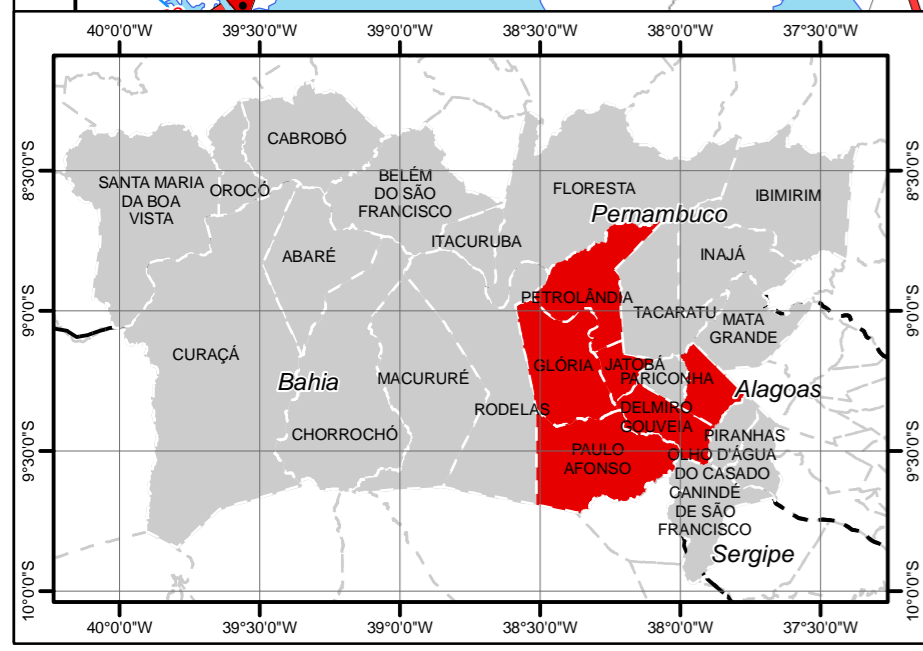 40°0'0"W 39°30'0"W 39°0'0"W 38°30'0"W 38°0'0"W 37°30'0"W
8°30'0"S
8°30'0"S
CABROBÓ
SANTA MARIA
DA BOA
VISTA
OROCÓ
BELÉM
DO SÃO
FRANCISCO
FLORESTA
IBIMIRIM
Pernambuco
ITACURUBA
ABARÉ
INAJÁ
PETROLÂNDIA
9°0'0"S
9°0'0"S
TACARATU
MATA
GRANDE
CURAÇÁ
GLÓRIA
JATOBÁ
PARICONHA
Bahia
MACURURÉ
Alagoas
RODELAS
DELMIRO
GOUVEIA
CHORROCHÓ
PIRANHAS
9°30'0"S
9°30'0"S
PAULO
AFONSO
OLHO D'ÁGUA
DO CASADO
CANINDÉ
DE SÃO
FRANCISCO
Sergipe
10°0'0"S
10°0'0"S
40°0'0"W 39°30'0"W 39°0'0"W 38°30'0"W 38°0'0"W 37°30'0"W